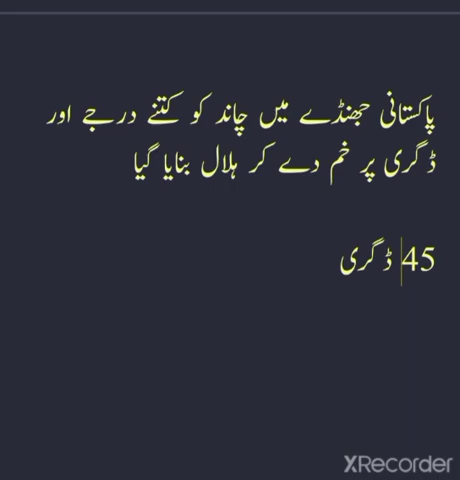 پاکستانی جھنڈے میں چاند کو کتنے درجے اور
ڈگری پر خم دے کر ہلال بنایا گیا
45 ڈگری
XRecorder